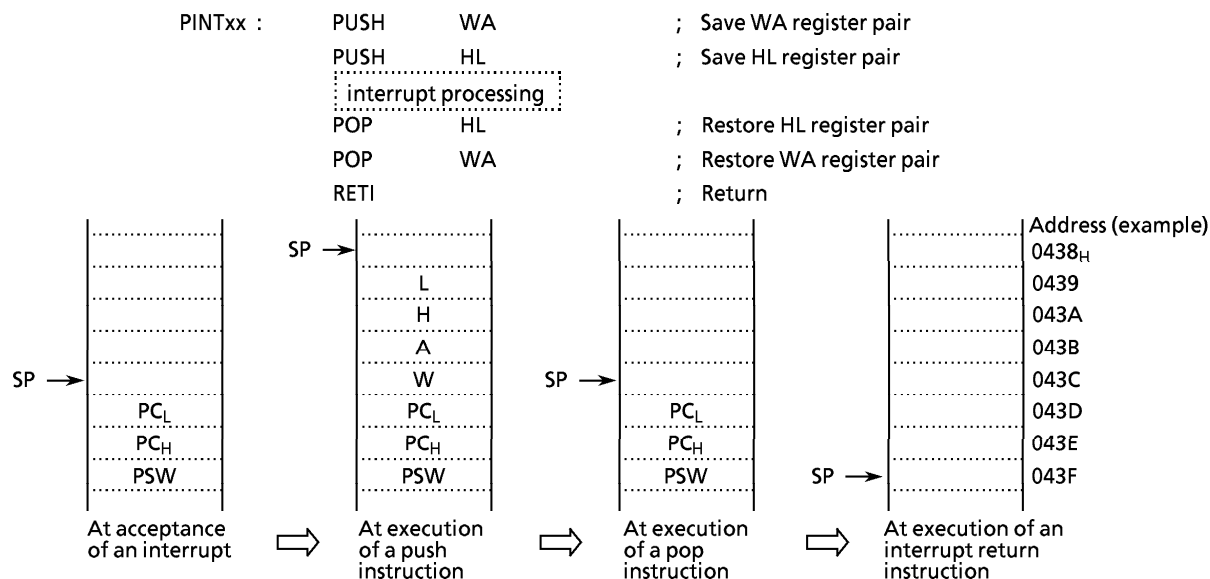 PINTxx : PUSH WA ; Save WA register pair
PUSH HL ; Save HL register pair
interrupt processing
POP HL ; Restore HL register pair
POP WA ; Restore WA register pair
RETI ; Return
Address (example)
SP 0438H
L 0439
H 043A
A 043B
SP W SP 043C
PCL PCL PCL 043D
PCH PCH PCH 043E
PSW PSW PSW SP 043F
At acceptance of an interrupt
At execution of a push instruction
At execution of a pop instruction
At execution of an interrupt return instruction